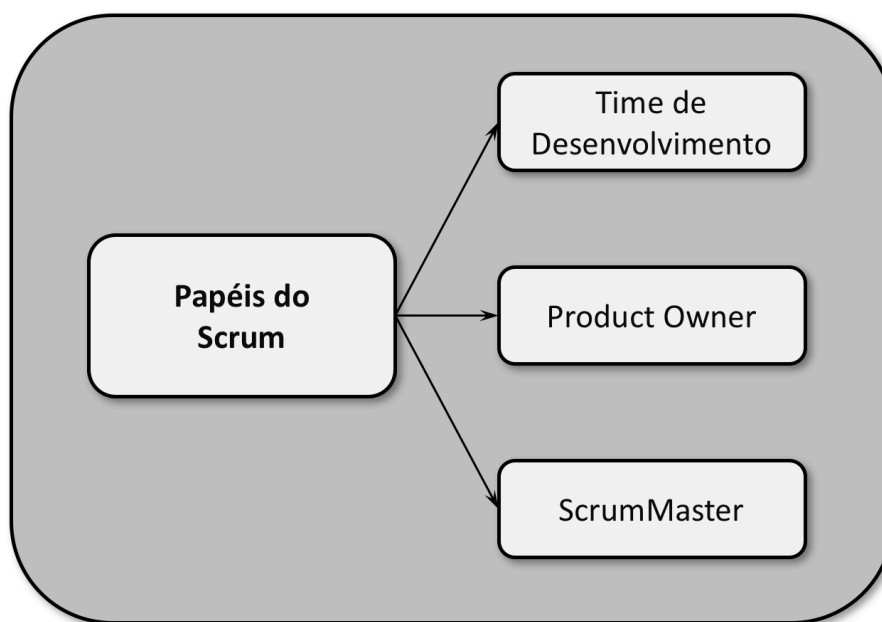 Time de
Desenvolvimento
Papéis do
Scrum
Product Owner
ScrumMaster